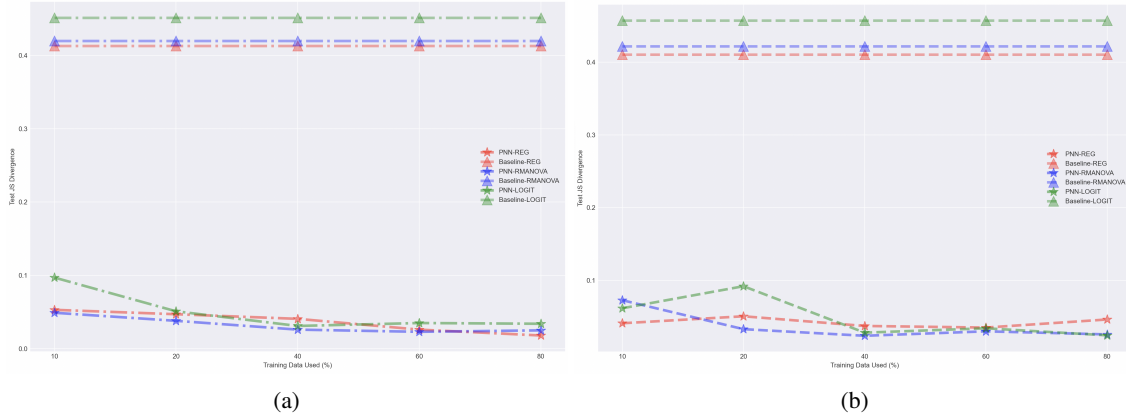 0.4
0.3
0.2
0.1
0.0
Test JS Divergence
10 20 40 60 80
Training Data Used (%)
PNN-REG
Baseline-REG
PNN-RMANOVA
Baseline-RMANOVA
PNN-LOGIT
Baseline-LOGIT
(a)
0.4
0.3
0.2
0.1
0.0
Test JS Divergence
10 20 40 60 80
Training Data Used (%)
PNN-REG
Baseline-REG
PNN-RMANOVA
Baseline-RMANOVA
PNN-LOGIT
Baseline-LOGIT
(b)